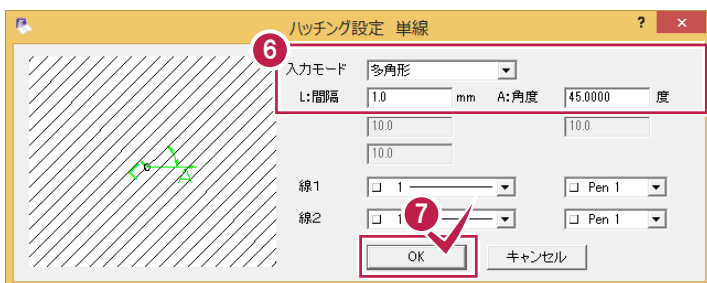 ハッチング設定 単線 ? ×
6
入力モード 多角形
L:間隔 1.0 mm A:角度 45.0000 度
10.0 10.0
10.0
線1 1 Pen 1
線2 1 Pen 1
7
OK キャンセル
A